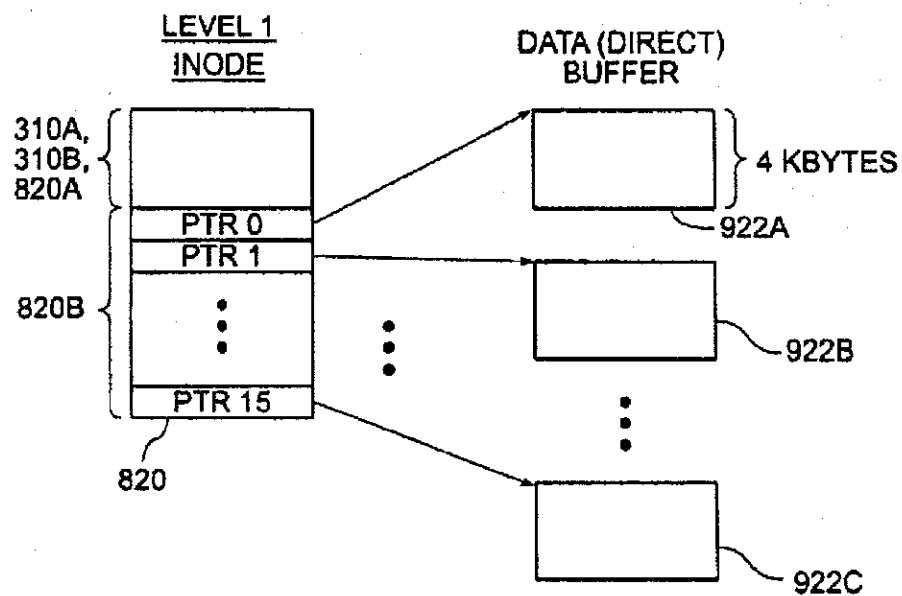 LEVEL 1
INODE
DATA (DIRECT)
BUFFER
310A,
310B,
820A
4 KBYTES
922A
PTR 0
PTR 1
820B
922B
PTR 15
820
922C